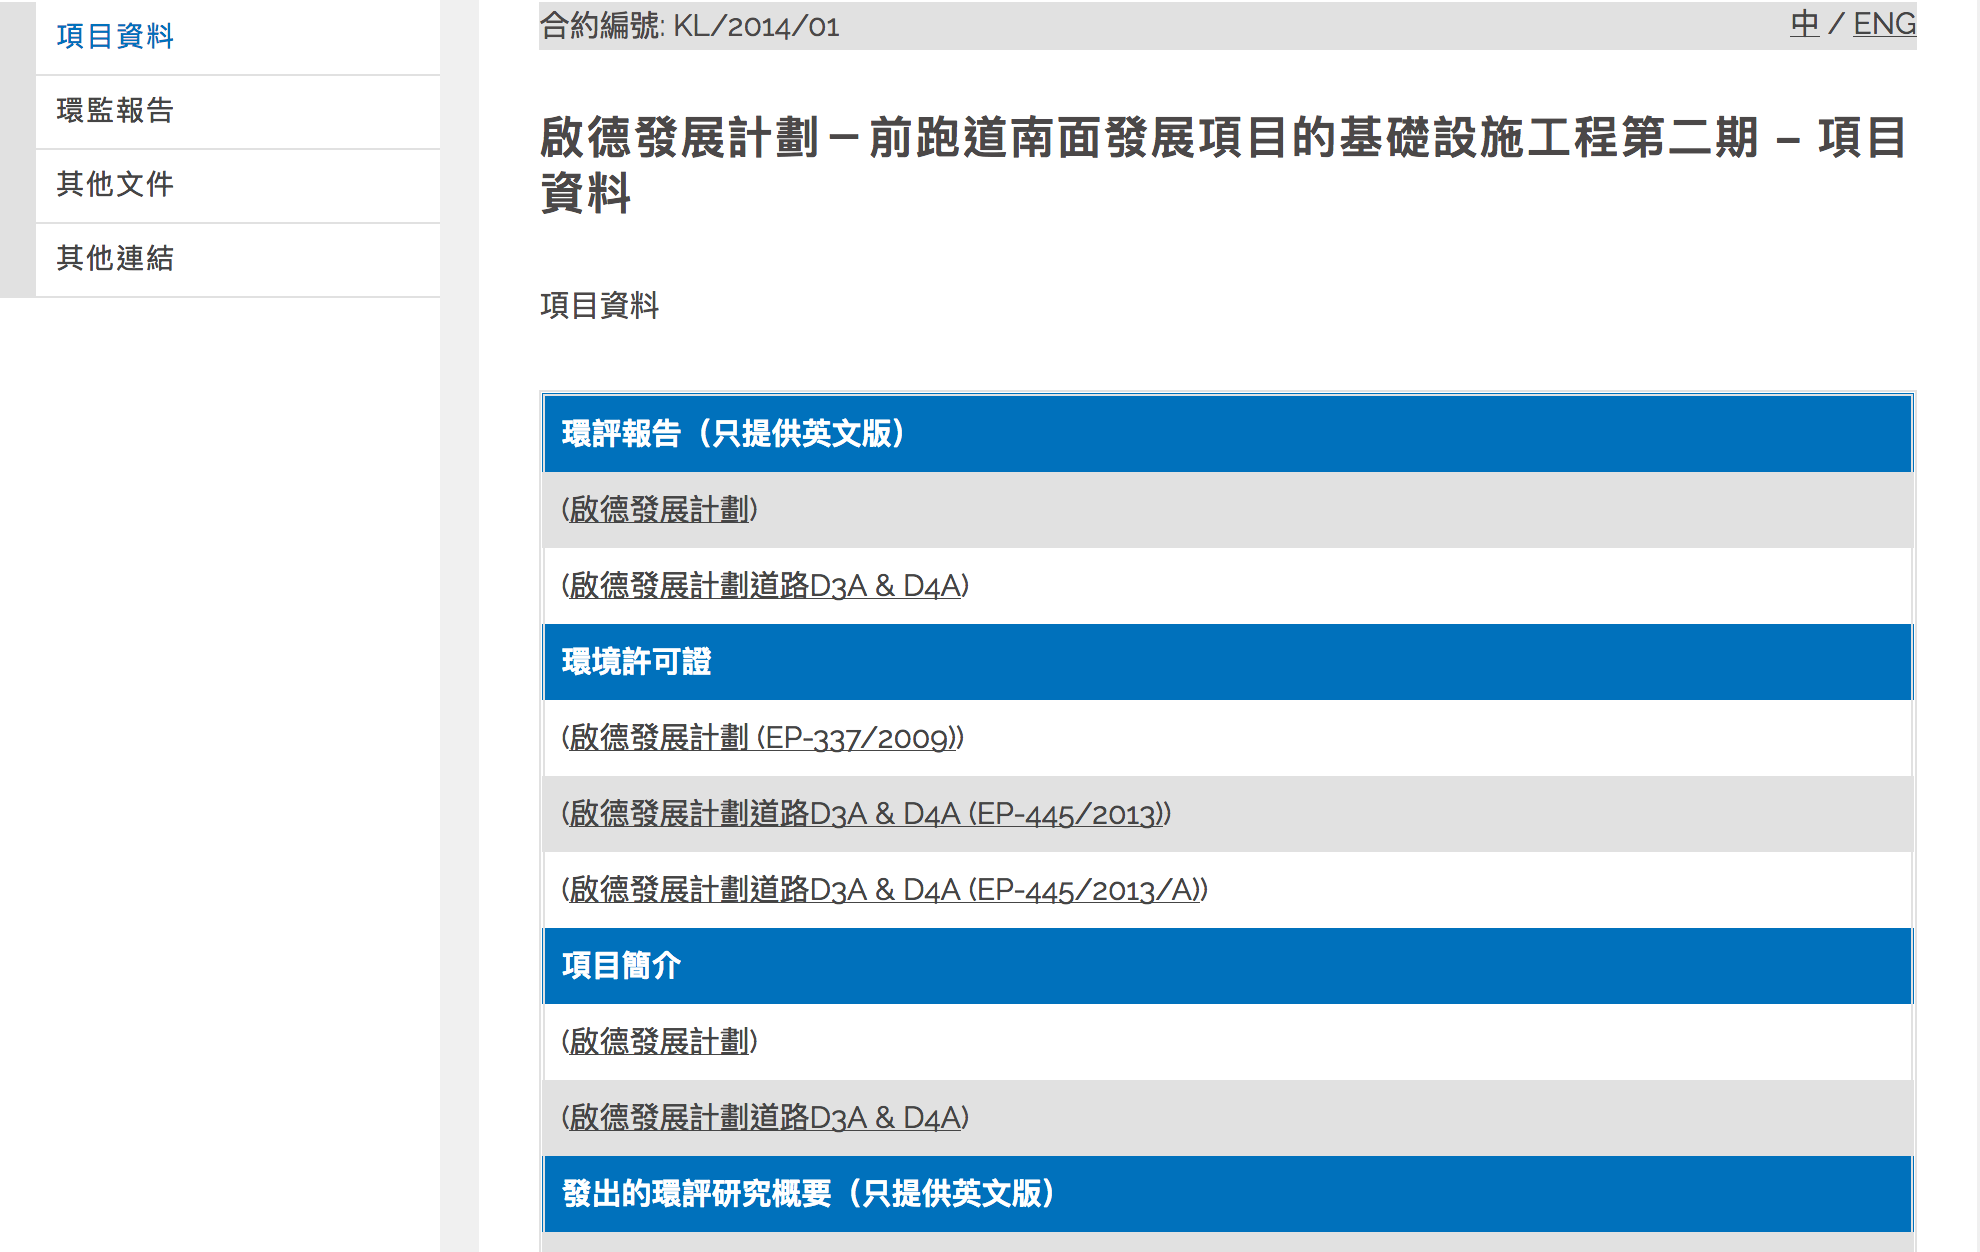 項目資料
環監報告
其他文件
其他連結
合約編號: KL/2014/01
中 / ENG
啟德發展計劃－前跑道南面發展項目的基礎設施工程第二期 – 項目
資料
項目資料
環評報告（只提供英文版）
(啟德發展計劃)
(啟德發展計劃道路D3A & D4A)
環境許可證
(啟德發展計劃 (EP-337/2009))
(啟德發展計劃道路D3A & D4A (EP-445/2013))
(啟德發展計劃道路D3A & D4A (EP-445/2013/A))
項目簡介
(啟德發展計劃)
(啟德發展計劃道路D3A & D4A)
發出的環評研究概要（只提供英文版）